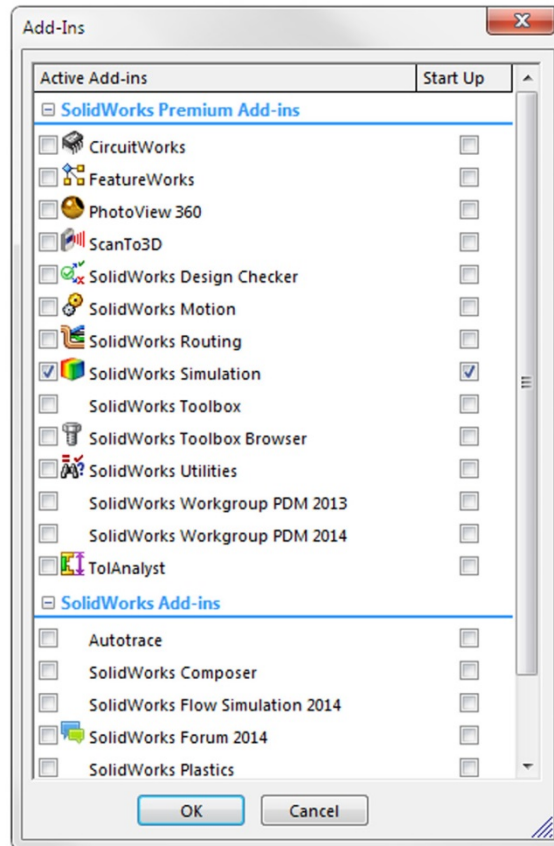 Add-Ins
Active Add-ins Start Up
SolidWorks Premium Add-ins
CircuitWorks
FeatureWorks
PhotoView 360
ScanTo3D
SolidWorks Design Checker
SolidWorks Motion
SolidWorks Routing
SolidWorks Simulation
SolidWorks Toolbox
SolidWorks Toolbox Browser
SolidWorks Utilities
SolidWorks Workgroup PDM 2013
SolidWorks Workgroup PDM 2014
TolAnalyst
SolidWorks Add-ins
Autotrace
SolidWorks Composer
SolidWorks Flow Simulation 2014
SolidWorks Forum 2014
SolidWorks Plastics
OK Cancel